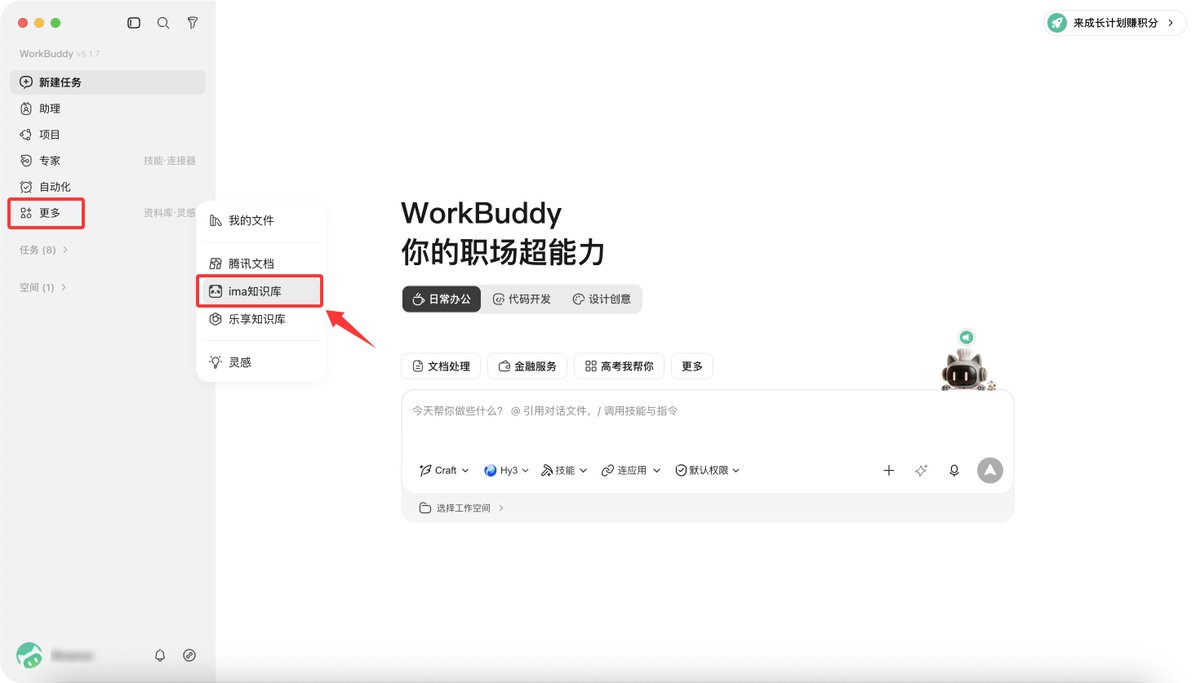 来成长计划赚积分
WorkBuddy v5.1.7
新建任务
助理
项目
专家 技能·连接器
自动化
更多 资料库·灵感
任务 (8)
空间 (1)
我的文件
腾讯文档
ima知识库
乐享知识库
灵感
WorkBuddy
你的职场超能力
日常办公 代码开发 设计创意
文档处理 金融服务 高考我帮你 更多
今天帮你做些什么？ @ 引用对话文件，/ 调用技能与指令
Craft Hy3 技能 连应用 默认权限
选择工作空间